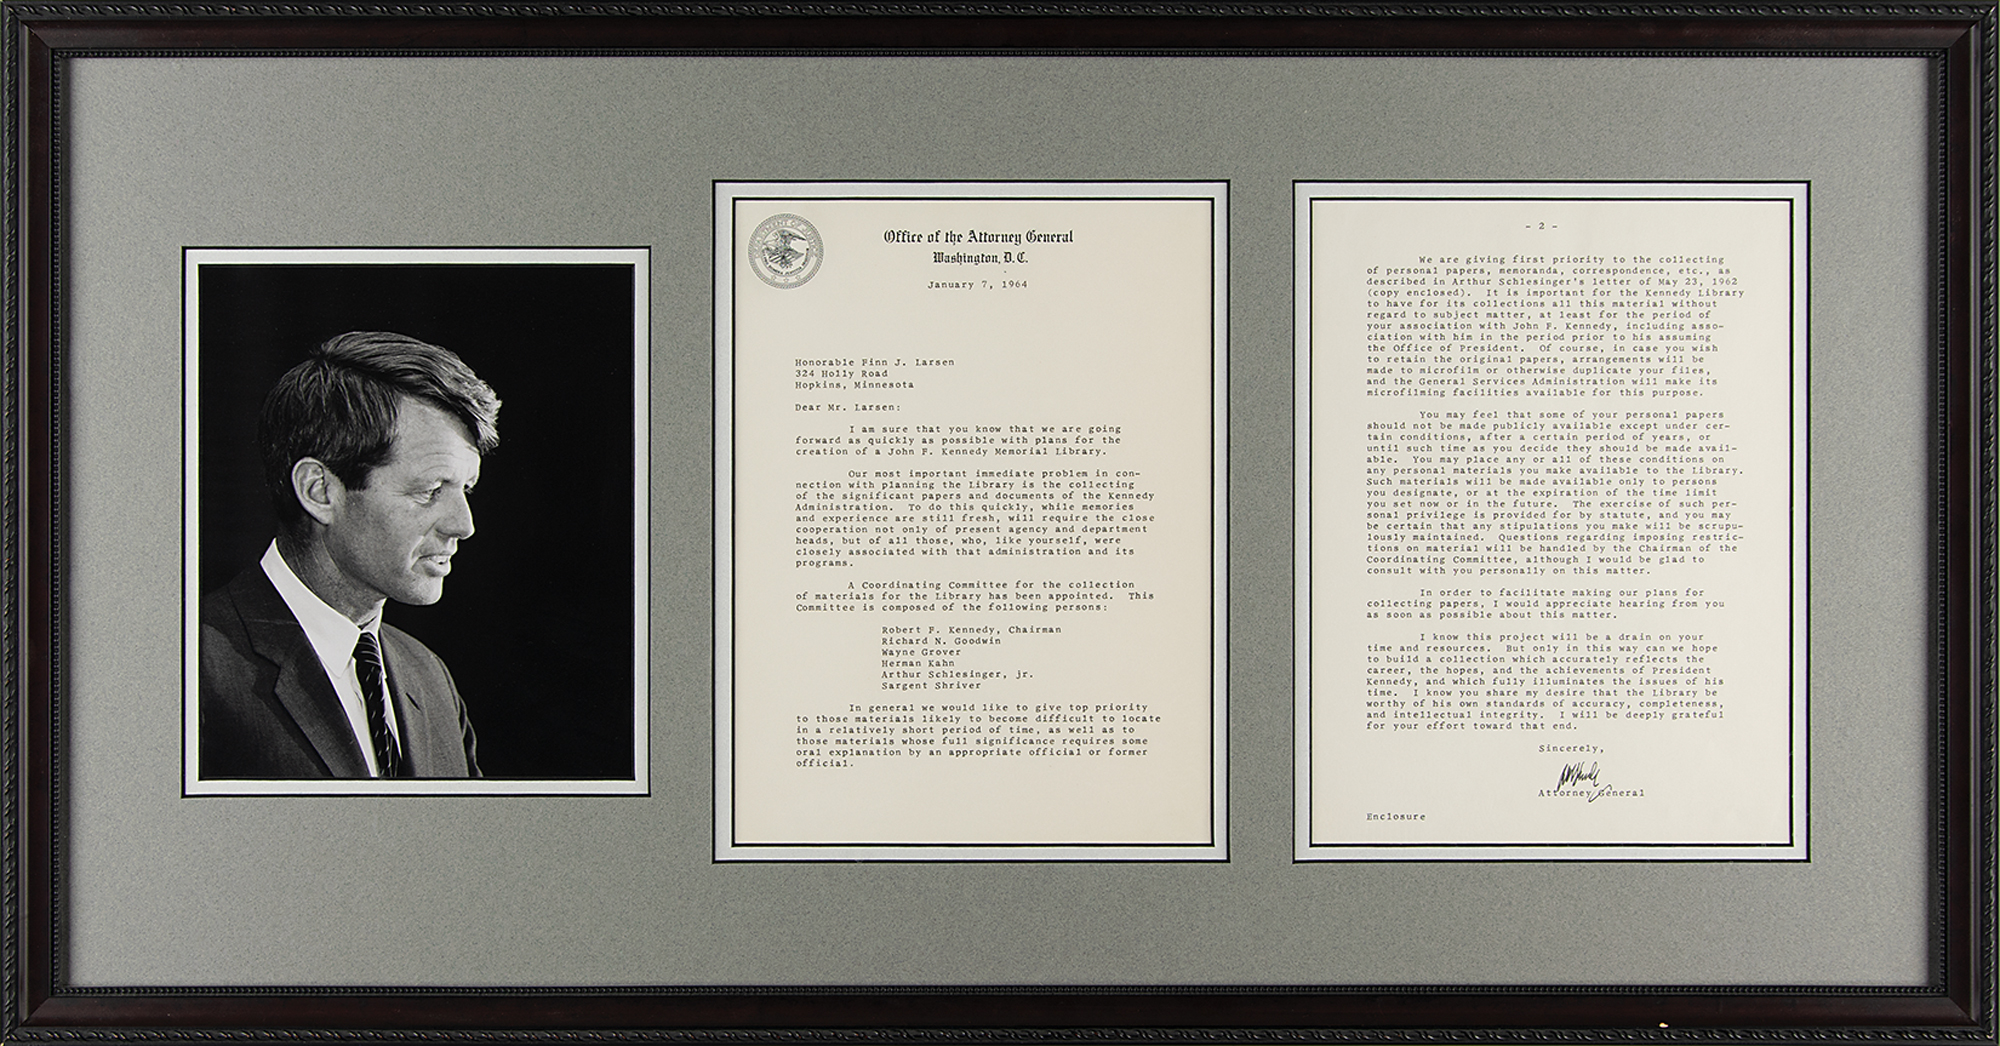 Office of the Attorney General
Washington, D.C.
January 7, 1964
Honorable Finn J. Larsen
324 Holly Road
Hopkins, Minnesota
Dear Mr. Larsen:
I am sure that you know that we are going
forward as quickly as possible with plans for the
creation of a John F. Kennedy Memorial Library.
Our most important immediate problem in con-
nection with planning the Library is the collecting
of the significant papers and documents of the Kennedy
Administration. To do this quickly, while memories
and experience are still fresh, will require the close
cooperation not only of present agency and department
heads, but of all those, who, like yourself, were
closely associated with that administration and its
programs.
A Coordinating Committee for the collection
of materials for the Library has been appointed. This
Committee is composed of the following persons:
Robert F. Kennedy, Chairman
Richard N. Goodwin
Wayne Grover
Herman Kahn
Arthur Schlesinger, jr.
Sargent Shriver
In general we would like to give top priority
to those materials likely to become difficult to locate
in a relatively short period of time, as well as to
those materials whose full significance requires some
oral explanation by an appropriate official or former
official.
- 2 -
We are giving first priority to the collecting
of personal papers, memoranda, correspondence, etc., as
described in Arthur Schlesinger's letter of May 23, 1962
(copy enclosed). It is important for the Kennedy Library
to have for its collections all this material without
regard to subject matter, at least for the period of
your association with John F. Kennedy, including asso-
ciation with him in the period prior to his assuming
the Office of President. Of course, in case you wish
to retain the original papers, arrangements will be
made to microfilm or otherwise duplicate your files,
and the General Services Administration will make its
microfilming facilities available for this purpose.
You may feel that some of your personal papers
should not be made publicly available except under cer-
tain conditions, after a certain period of years, or
until such time as you decide they should be made avail-
able. You may place any or all of these conditions on
any personal materials you make available to the Library.
Such materials will be made available only to persons
you designate, or at the expiration of the time limit
you set now or in the future. The exercise of such per-
sonal privilege is provided for by statute, and you may
be certain that any stipulations you make will be scrupu-
lously maintained. Questions regarding imposing restric-
tions on material will be handled by the Chairman of the
Coordinating Committee, although I would be glad to
consult with you personally on this matter.
In order to facilitate making our plans for
collecting papers, I would appreciate hearing from you
as soon as possible about this matter.
I know this project will be a drain on your
time and resources. But only in this way can we hope
to build a collection which accurately reflects the
career, the hopes, and the achievements of President
Kennedy, and which fully illuminates the issues of his
time. I know you share my desire that the Library be
worthy of his own standards of accuracy, completeness,
and intellectual integrity. I will be deeply grateful
for your effort toward that end.
Sincerely,
Attorney General
Enclosure